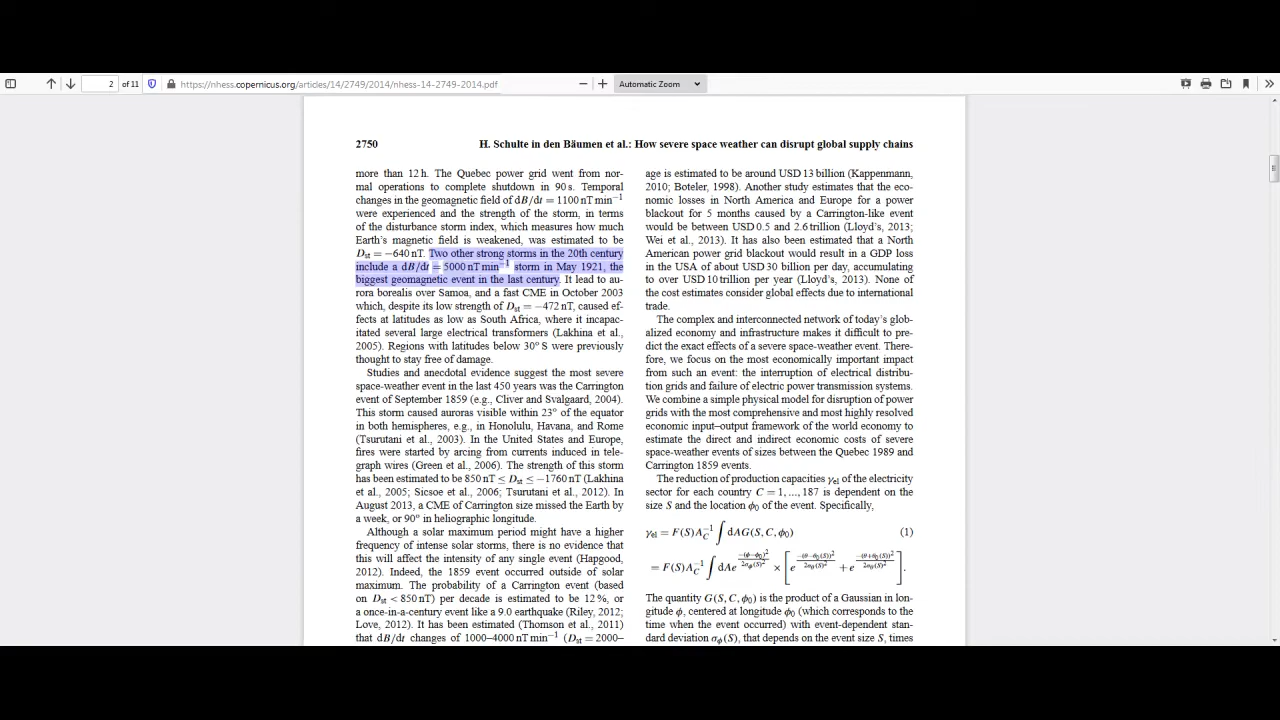 2 of 11
https://nhess.copernicus.org/articles/14/2749/2014/nhess-14-2749-2014.pdf
Automatic Zoom
2750
H. Schulte in den Bäumen et al.: How severe space weather can disrupt global supply chains
more than 12 h. The Quebec power grid went from nor-
mal operations to complete shutdown in 90 s. Temporal
changes in the geomagnetic field of dB/dt = 1100 nT min⁻¹
were experienced and the strength of the storm, in terms
of the disturbance storm index, which measures how much
Earth's magnetic field is weakened, was estimated to be
Dst = −640 nT. Two other strong storms in the 20th century
include a dB/dt = 5000 nT min⁻¹ storm in May 1921, the
biggest geomagnetic event in the last century. It lead to au-
rora borealis over Samoa, and a fast CME in October 2003
which, despite its low strength of Dst = −472 nT, caused ef-
fects at latitudes as low as South Africa, where it incapac-
itated several large electrical transformers (Lakhina et al.,
2005). Regions with latitudes below 30° S were previously
thought to stay free of damage.
Studies and anecdotal evidence suggest the most severe
space-weather event in the last 450 years was the Carrington
event of September 1859 (e.g., Cliver and Svalgaard, 2004).
This storm caused auroras visible within 23° of the equator
in both hemispheres, e.g., in Honolulu, Havana, and Rome
(Tsurutani et al., 2003). In the United States and Europe,
fires were started by arcing from currents induced in tele-
graph wires (Green et al., 2006). The strength of this storm
has been estimated to be 850 nT ≤ Dst ≤ −1760 nT (Lakhina
et al., 2005; Sicsoe et al., 2006; Tsurutani et al., 2012). In
August 2013, a CME of Carrington size missed the Earth by
a week, or 90° in heliographic longitude.
Although a solar maximum period might have a higher
frequency of intense solar storms, there is no evidence that
this will affect the intensity of any single event (Hapgood,
2012). Indeed, the 1859 event occurred outside of solar
maximum. The probability of a Carrington event (based
on Dst < 850 nT) per decade is estimated to be 12 %, or
a once-in-a-century event like a 9.0 earthquake (Riley, 2012;
Love, 2012). It has been estimated (Thomson et al., 2011)
that dB/dt changes of 1000–4000 nT min⁻¹ (Dst = 2000–
age is estimated to be around USD 13 billion (Kappenmann,
2010; Boteler, 1998). Another study estimates that the eco-
nomic losses in North America and Europe for a power
blackout for 5 months caused by a Carrington-like event
would be between USD 0.5 and 2.6 trillion (Lloyd's, 2013;
Wei et al., 2013). It has also been estimated that a North
American power grid blackout would result in a GDP loss
in the USA of about USD 30 billion per day, accumulating
to over USD 10 trillion per year (Lloyd's, 2013). None of
the cost estimates consider global effects due to international
trade.
The complex and interconnected network of today's glob-
alized economy and infrastructure makes it difficult to pre-
dict the exact effects of a severe space-weather event. There-
fore, we focus on the most economically important impact
from such an event: the interruption of electrical distribu-
tion grids and failure of electric power transmission systems.
We combine a simple physical model for disruption of power
grids with the most comprehensive and most highly resolved
economic input–output framework of the world economy to
estimate the direct and indirect economic costs of severe
space-weather events of sizes between the Quebec 1989 and
Carrington 1859 events.
The reduction of production capacities γel of the electricity
sector for each country C = 1, ..., 187 is dependent on the
size S and the location ϕ0 of the event. Specifically,
γel = F(S)A_C^−1 ∫ dAG(S, C, ϕ0) (1)
= F(S)A_C^−1 ∫ dAe^(−(ϕ−ϕ0)²/2σϕ(S)²) × [e^(−(θ−θ0(S))²/2σθ(S)²) + e^(−(θ+θ0(S))²/2σθ(S)²)].
The quantity G(S, C, ϕ0) is the product of a Gaussian in lon-
gitude ϕ, centered at longitude ϕ0 (which corresponds to the
time when the event occurred) with event-dependent stan-
dard deviation σϕ(S), that depends on the event size S, times